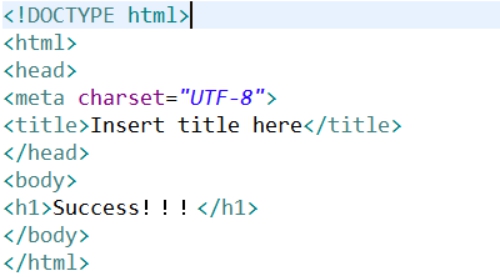 <!DOCTYPE html>
<html>
<head>
<meta charset="UTF-8">
<title>Insert title here</title>
</head>
<body>
<h1>Success!!!</h1>
</body>
</html>